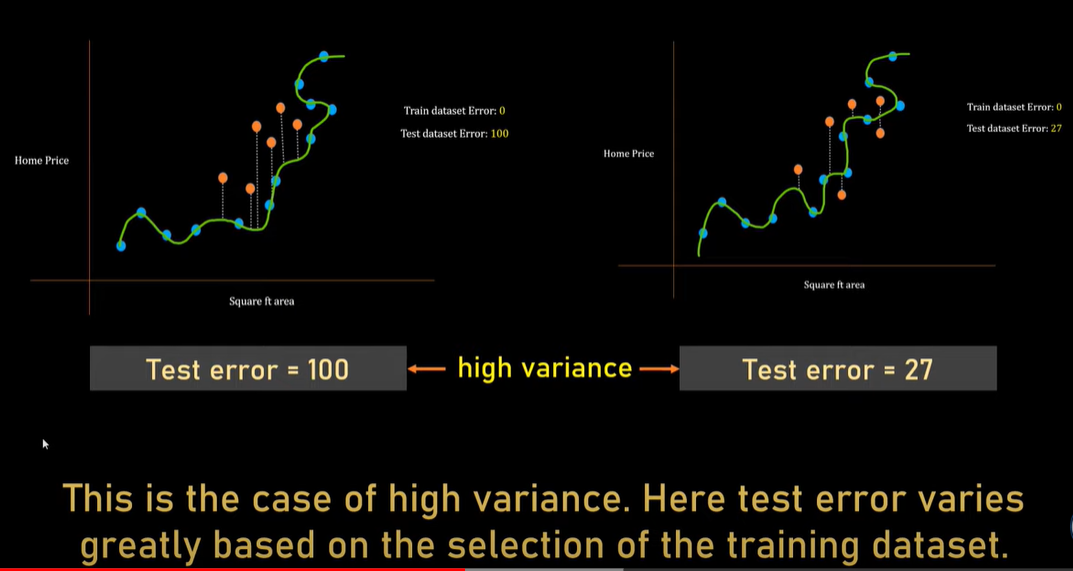 Train dataset Error: 0
Test dataset Error: 100
Home Price
Square ft area
Train dataset Error: 0
Test dataset Error: 27
Home Price
Square ft area
Test error = 100
high variance
Test error = 27
This is the case of high variance. Here test error varies
greatly based on the selection of the training dataset.